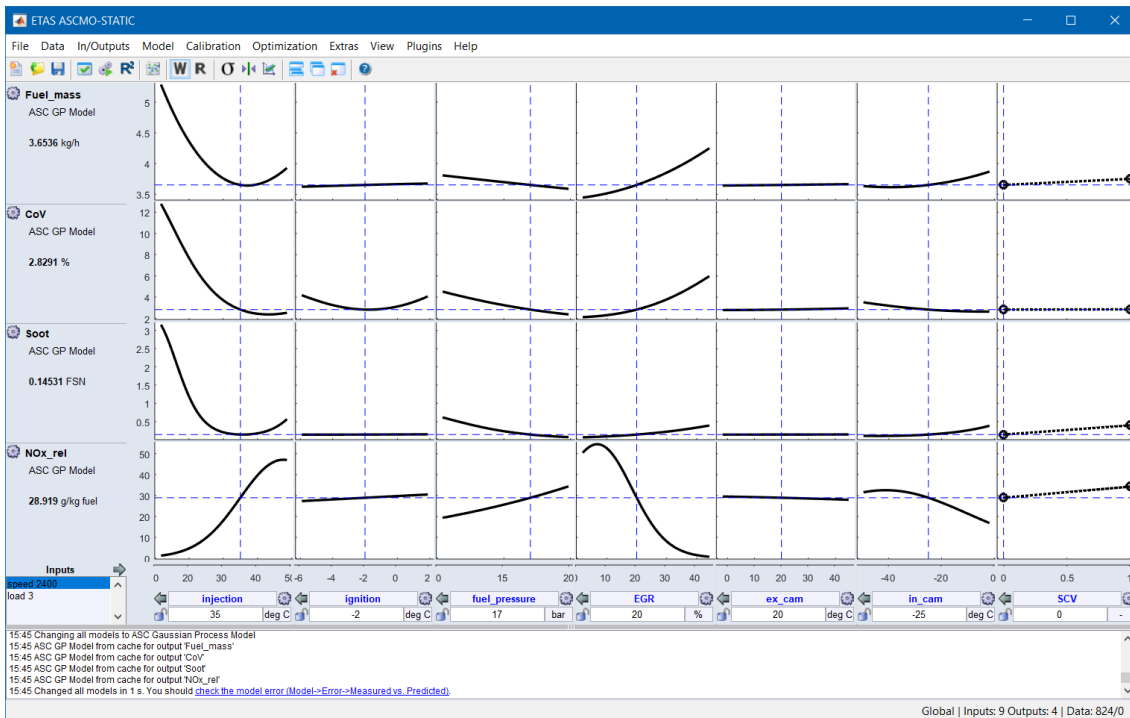 ETAS ASCMO-STATIC
File Data In/Outputs Model Calibration Optimization Extras View Plugins Help
R² W R σ
Fuel_mass
ASC GP Model
3.6536 kg/h
5
4.5
4
3.5
CoV
ASC GP Model
2.8291 %
12
10
8
6
4
2
Soot
ASC GP Model
0.14531 FSN
3
2.5
2
1.5
1
0.5
NOx_rel
ASC GP Model
28.919 g/kg fuel
50
40
30
20
10
0
Inputs
speed 2400
load 3
0 10 20 30 40 50 -6 -4 -2 0 2 10 15 20 0 10 20 30 40 0 10 20 30 40 -40 -20 0 0 0.5 1
injection ignition fuel_pressure EGR ex_cam in_cam SCV
35 deg C -2 deg C 17 bar 20 % 20 deg C -25 deg C 0 -
15:45 Changing all models to ASC Gaussian Process Model
15:45 ASC GP Model from cache for output 'Fuel_mass'
15:45 ASC GP Model from cache for output 'CoV'
15:45 ASC GP Model from cache for output 'Soot'
15:45 ASC GP Model from cache for output 'NOx_rel'
15:45 Changed all models in 1 s. You should check the model error (Model->Error->Measured vs. Predicted).
Global | Inputs: 9 Outputs: 4 | Data: 824/0